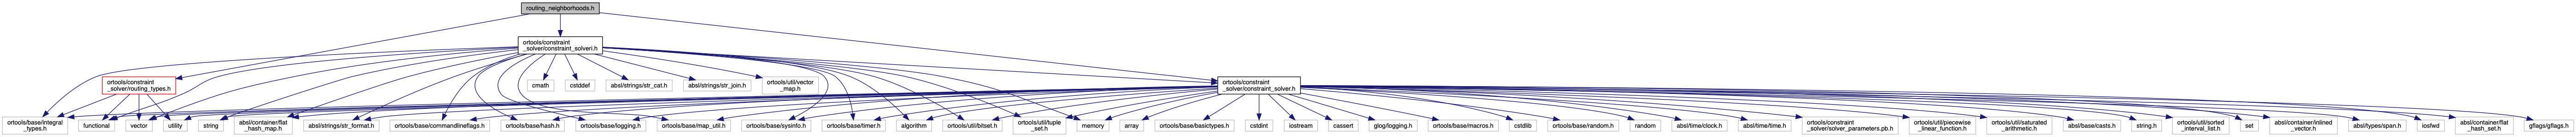 routing_neighborhoods.h
ortools/constraint
_solver/constraint_solveri.h
ortools/constraint
_solver/routing_types.h
cmath
cstddef
absl/strings/str_cat.h
absl/strings/str_join.h
ortools/util/vector
_map.h
ortools/constraint
_solver/constraint_solver.h
ortools/base/integral
_types.h
functional
vector
utility
string
absl/container/flat
_hash_map.h
absl/strings/str_format.h
ortools/base/commandlineflags.h
ortools/base/hash.h
ortools/base/logging.h
ortools/base/map_util.h
ortools/base/sysinfo.h
ortools/base/timer.h
algorithm
ortools/util/bitset.h
ortools/util/tuple
_set.h
memory
array
ortools/base/basictypes.h
cstdint
iostream
cassert
glog/logging.h
ortools/base/macros.h
cstdlib
ortools/base/random.h
random
absl/time/clock.h
absl/time/time.h
ortools/constraint
_solver/solver_parameters.pb.h
ortools/util/piecewise
_linear_function.h
ortools/util/saturated
_arithmetic.h
absl/base/casts.h
string.h
ortools/util/sorted
_interval_list.h
set
absl/container/inlined
_vector.h
absl/types/span.h
iosfwd
absl/container/flat
_hash_set.h
gflags/gflags.h